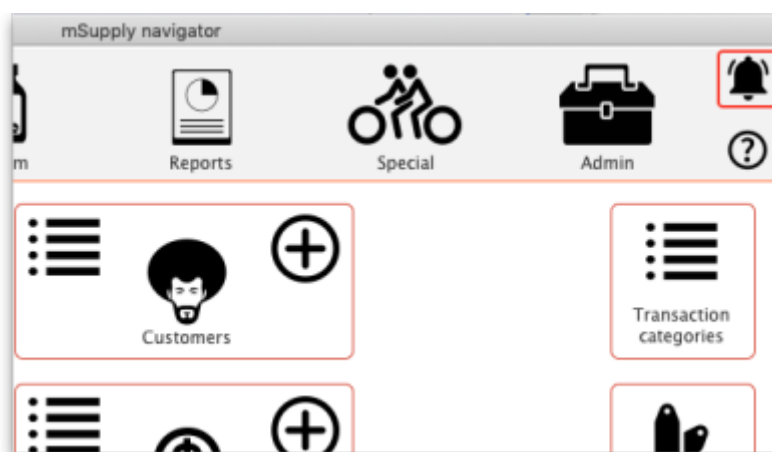 mSupply navigator
m
Reports
Special
Admin
Customers
Transaction
categories